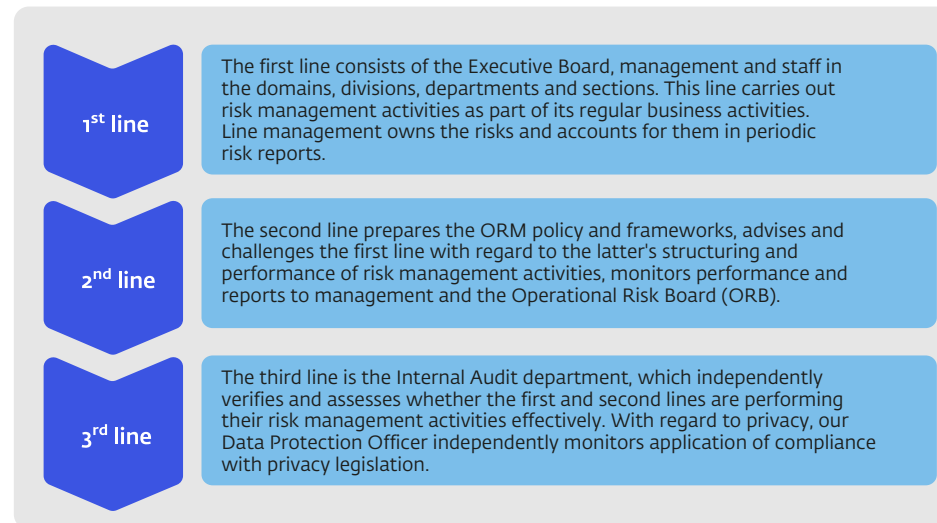 1st line
The first line consists of the Executive Board, management and staff in
the domains, divisions, departments and sections. This line carries out
risk management activities as part of its regular business activities.
Line management owns the risks and accounts for them in periodic
risk reports.
2nd line
The second line prepares the ORM policy and frameworks, advises and
challenges the first line with regard to the latter's structuring and
performance of risk management activities, monitors performance and
reports to management and the Operational Risk Board (ORB).
3rd line
The third line is the Internal Audit department, which independently
verifies and assesses whether the first and second lines are performing
their risk management activities effectively. With regard to privacy, our
Data Protection Officer independently monitors application of compliance
with privacy legislation.